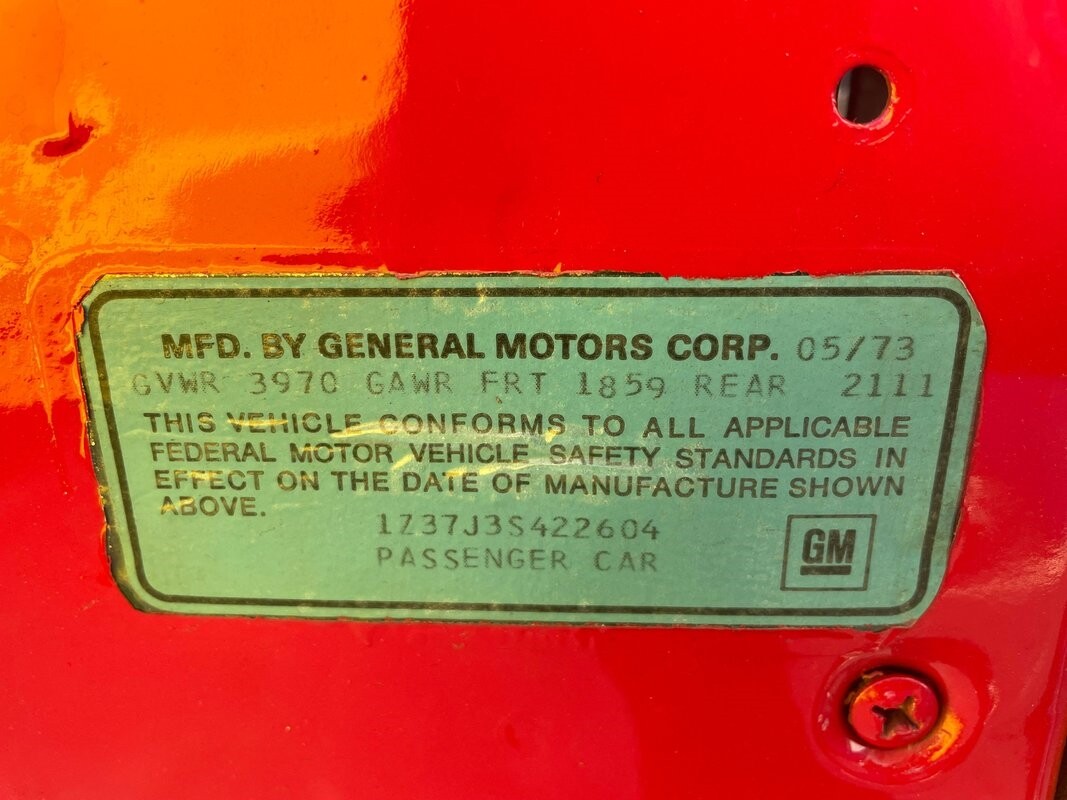 MFD. BY GENERAL MOTORS CORP. 05/73
GVWR 3970 GAWR FRT 1859 REAR 2111
THIS VEHICLE CONFORMS TO ALL APPLICABLE
FEDERAL MOTOR VEHICLE SAFETY STANDARDS IN
EFFECT ON THE DATE OF MANUFACTURE SHOWN
ABOVE.
1Z37J3S422604
PASSENGER CAR
GM